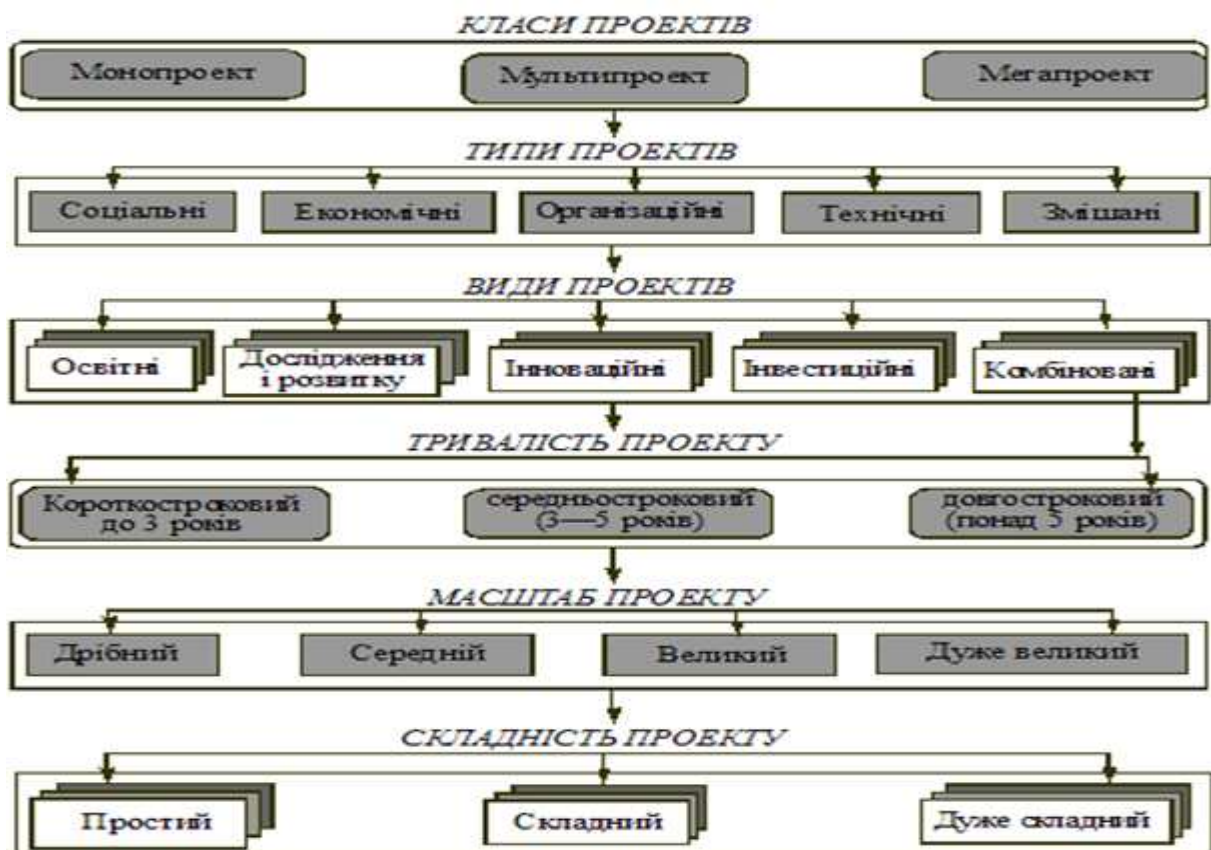 КЛАСИ ПРОЕКТІВ
Монопроект
Мультипроект
Мегапроект
ТИПИ ПРОЕКТІВ
Соціальні
Економічні
Організаційні
Технічні
Змішані
ВИДИ ПРОЕКТІВ
Освітні
Дослідження
і розвитку
Інноваційні
Інвестиційні
Комбіновані
ТРИВАЛІСТЬ ПРОЕКТУ
Короткостроковий
до 3 років
середньостроковий
(3—5 років)
довгостроковий
(понад 5 років)
МАСШТАБ ПРОЕКТУ
Дрібний
Середній
Великий
Дуже великий
СКЛАДНІСТЬ ПРОЕКТУ
Простий
Складний
Дуже складний